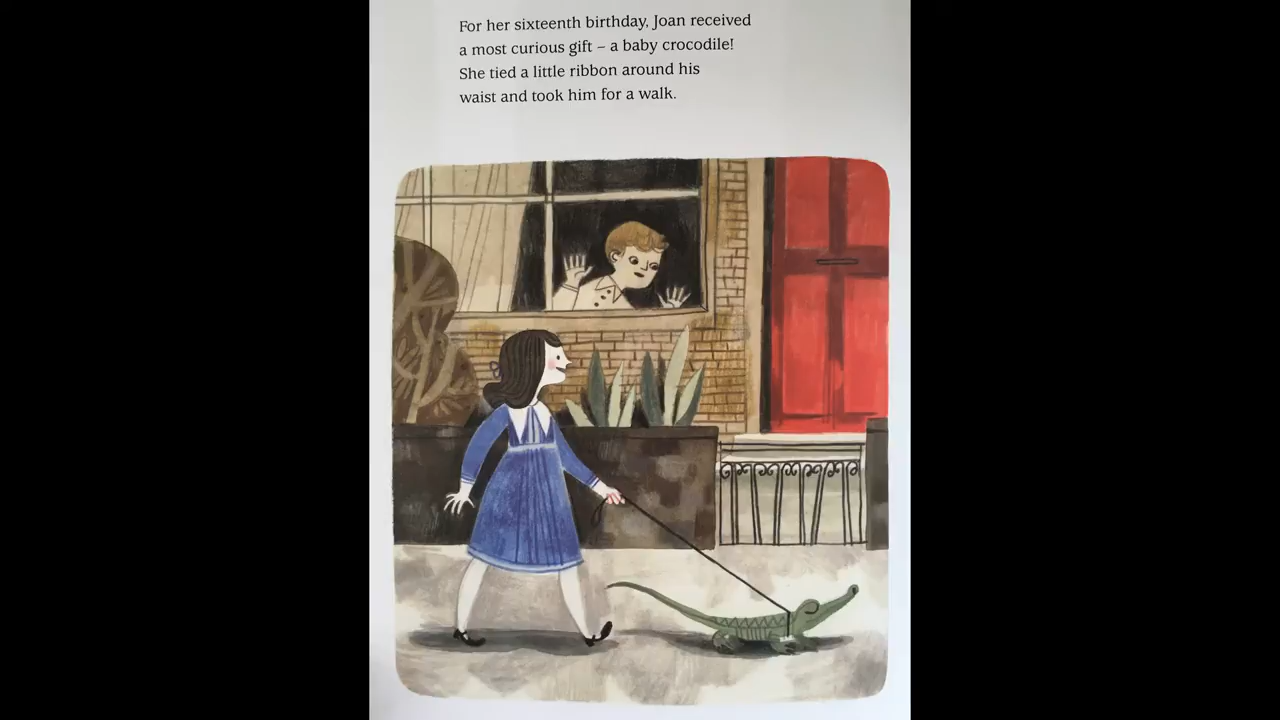 For her sixteenth birthday, Joan received
a most curious gift – a baby crocodile!
She tied a little ribbon around his
waist and took him for a walk.